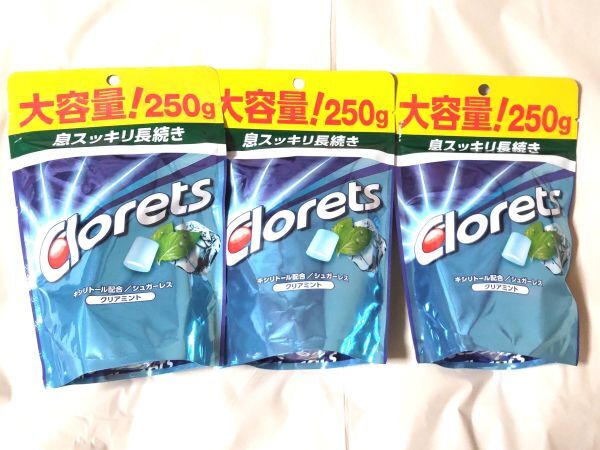 大容量!250g
息スッキリ長続き
Clorets
キシリトール配合/シュガーレス
クリアミント
大容量!250g
息スッキリ長続き
Clorets
キシリトール配合/シュガーレス
クリアミント
大容量!250g
息スッキリ長続き
Clorets
キシリトール配合/シュガーレス
クリアミント